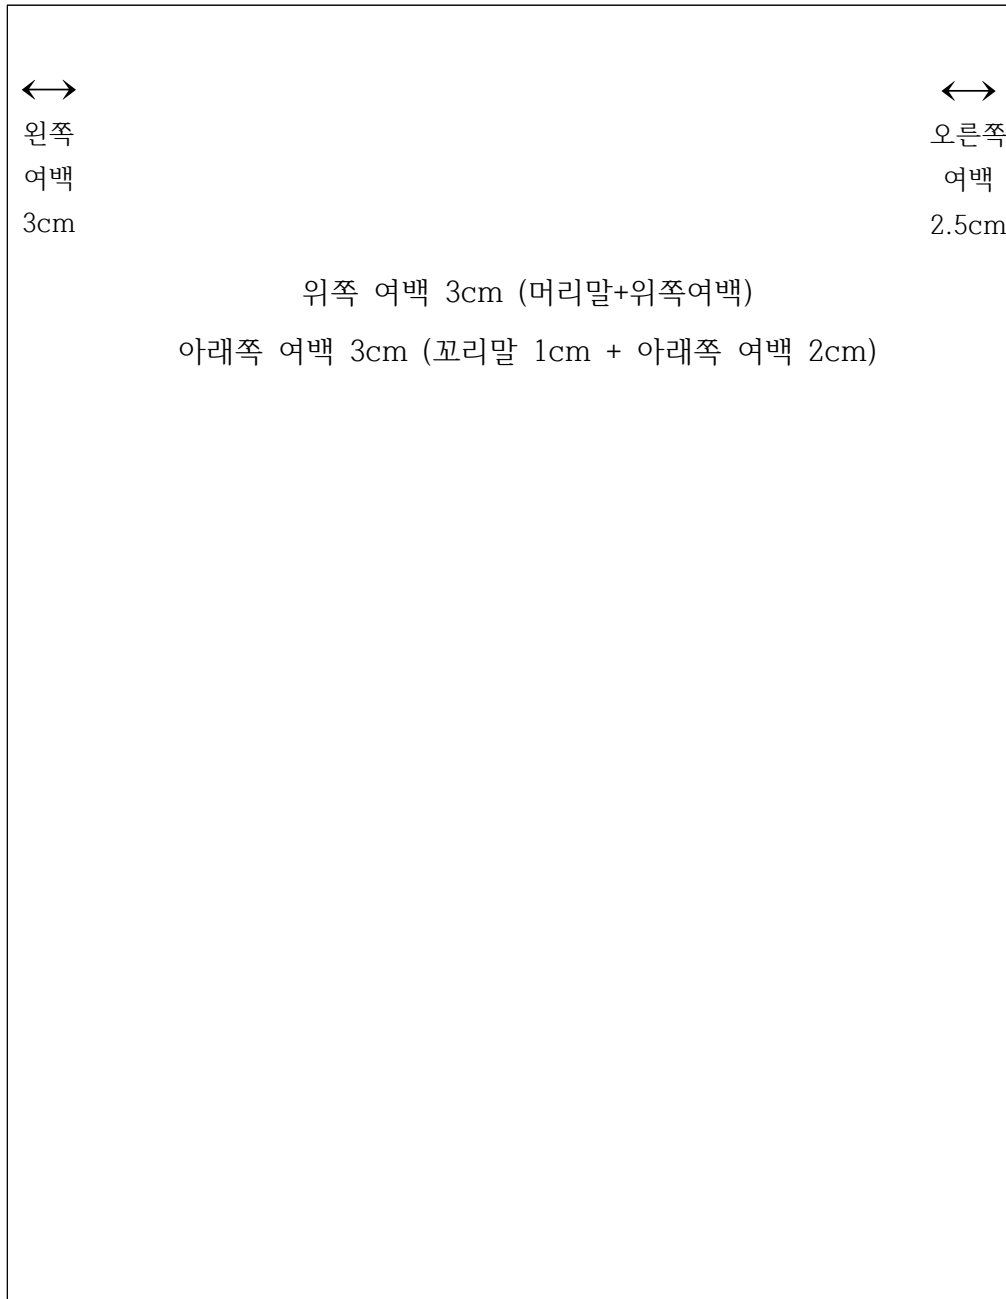 ↔
왼쪽
여백
3cm
↔
오른쪽
여백
2.5cm
위쪽 여백 3cm (머리말+위쪽여백)
아래쪽 여백 3cm (꼬리말 1cm + 아래쪽 여백 2cm)